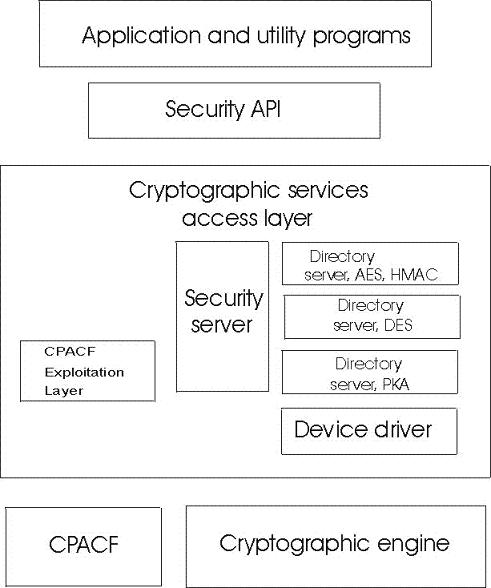 Application and utility programs
Security API
Cryptographic services
access layer
Security
server
Directory
server, AES, HMAC
Directory
server, DES
Directory
server, PKA
CPACF
Exploitation
Layer
Device driver
CPACF
Cryptographic engine